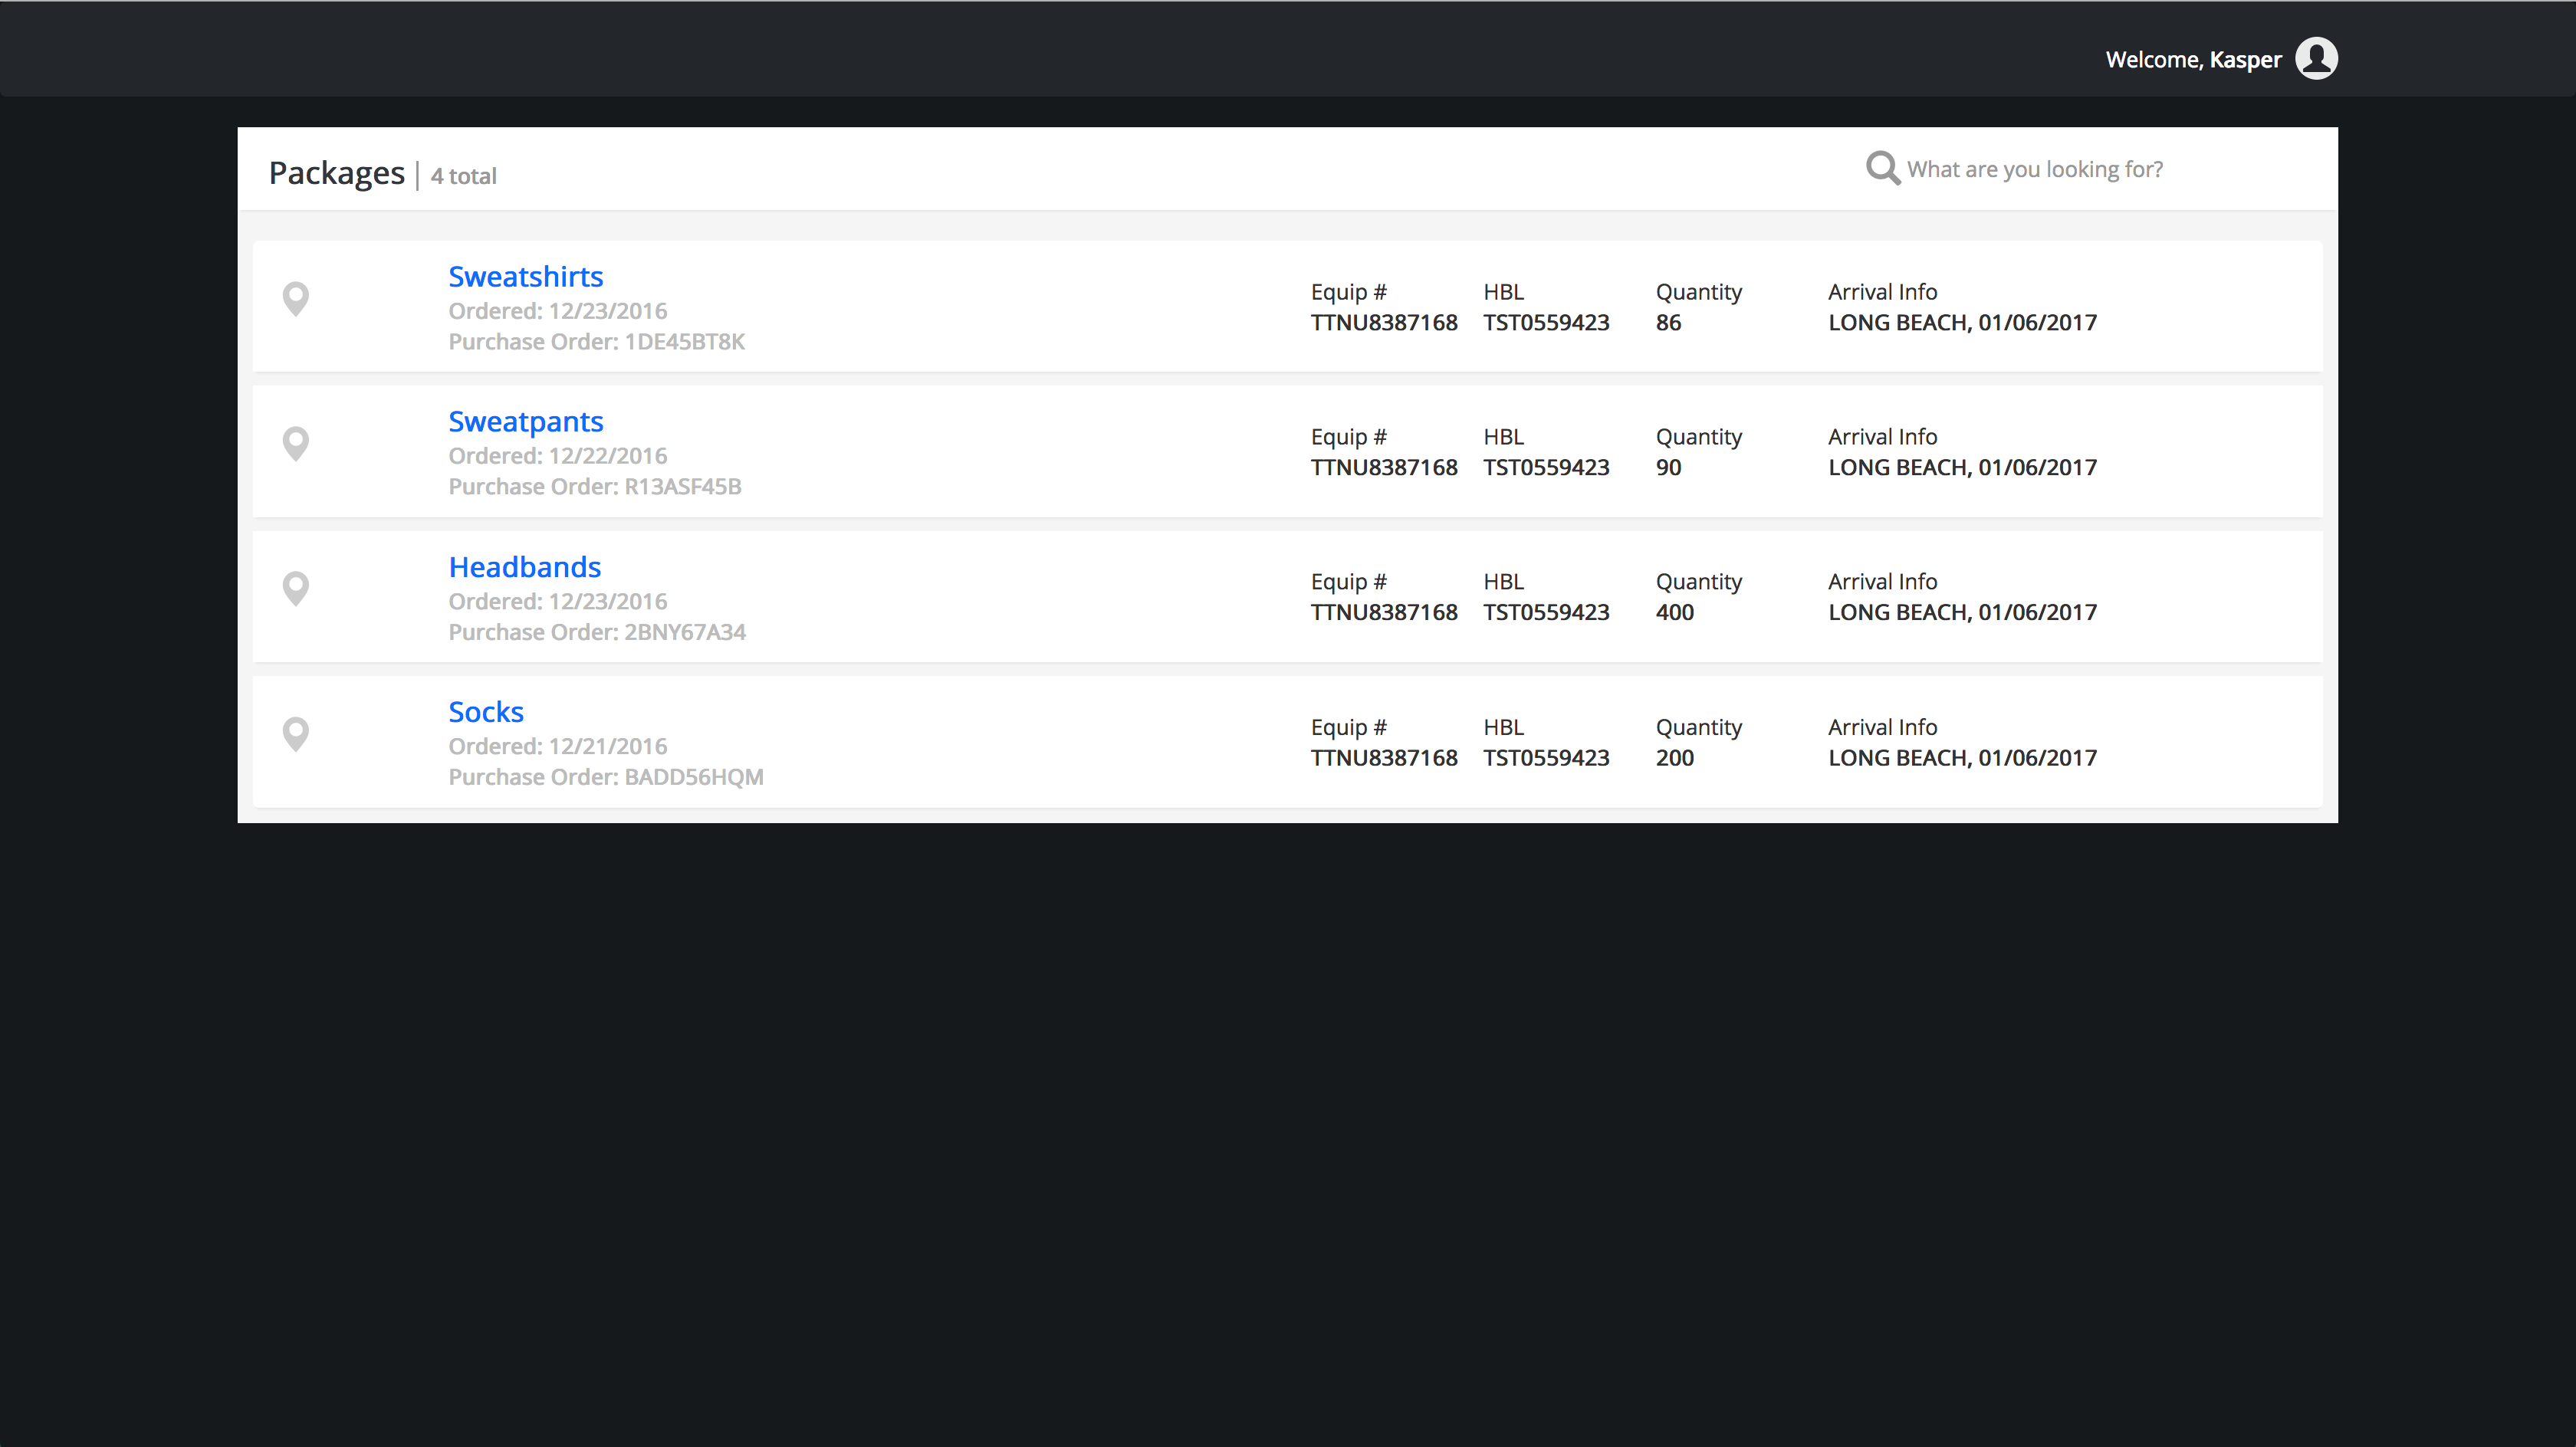 Welcome, Kasper
Packages | 4 total
What are you looking for?
Sweatshirts
Ordered: 12/23/2016
Purchase Order: 1DE45BT8K
Equip # HBL Quantity Arrival Info
TTNU8387168 TST0559423 86 LONG BEACH, 01/06/2017
Sweatpants
Ordered: 12/22/2016
Purchase Order: R13ASF45B
Equip # HBL Quantity Arrival Info
TTNU8387168 TST0559423 90 LONG BEACH, 01/06/2017
Headbands
Ordered: 12/23/2016
Purchase Order: 2BNY67A34
Equip # HBL Quantity Arrival Info
TTNU8387168 TST0559423 400 LONG BEACH, 01/06/2017
Socks
Ordered: 12/21/2016
Purchase Order: BADD56HQM
Equip # HBL Quantity Arrival Info
TTNU8387168 TST0559423 200 LONG BEACH, 01/06/2017